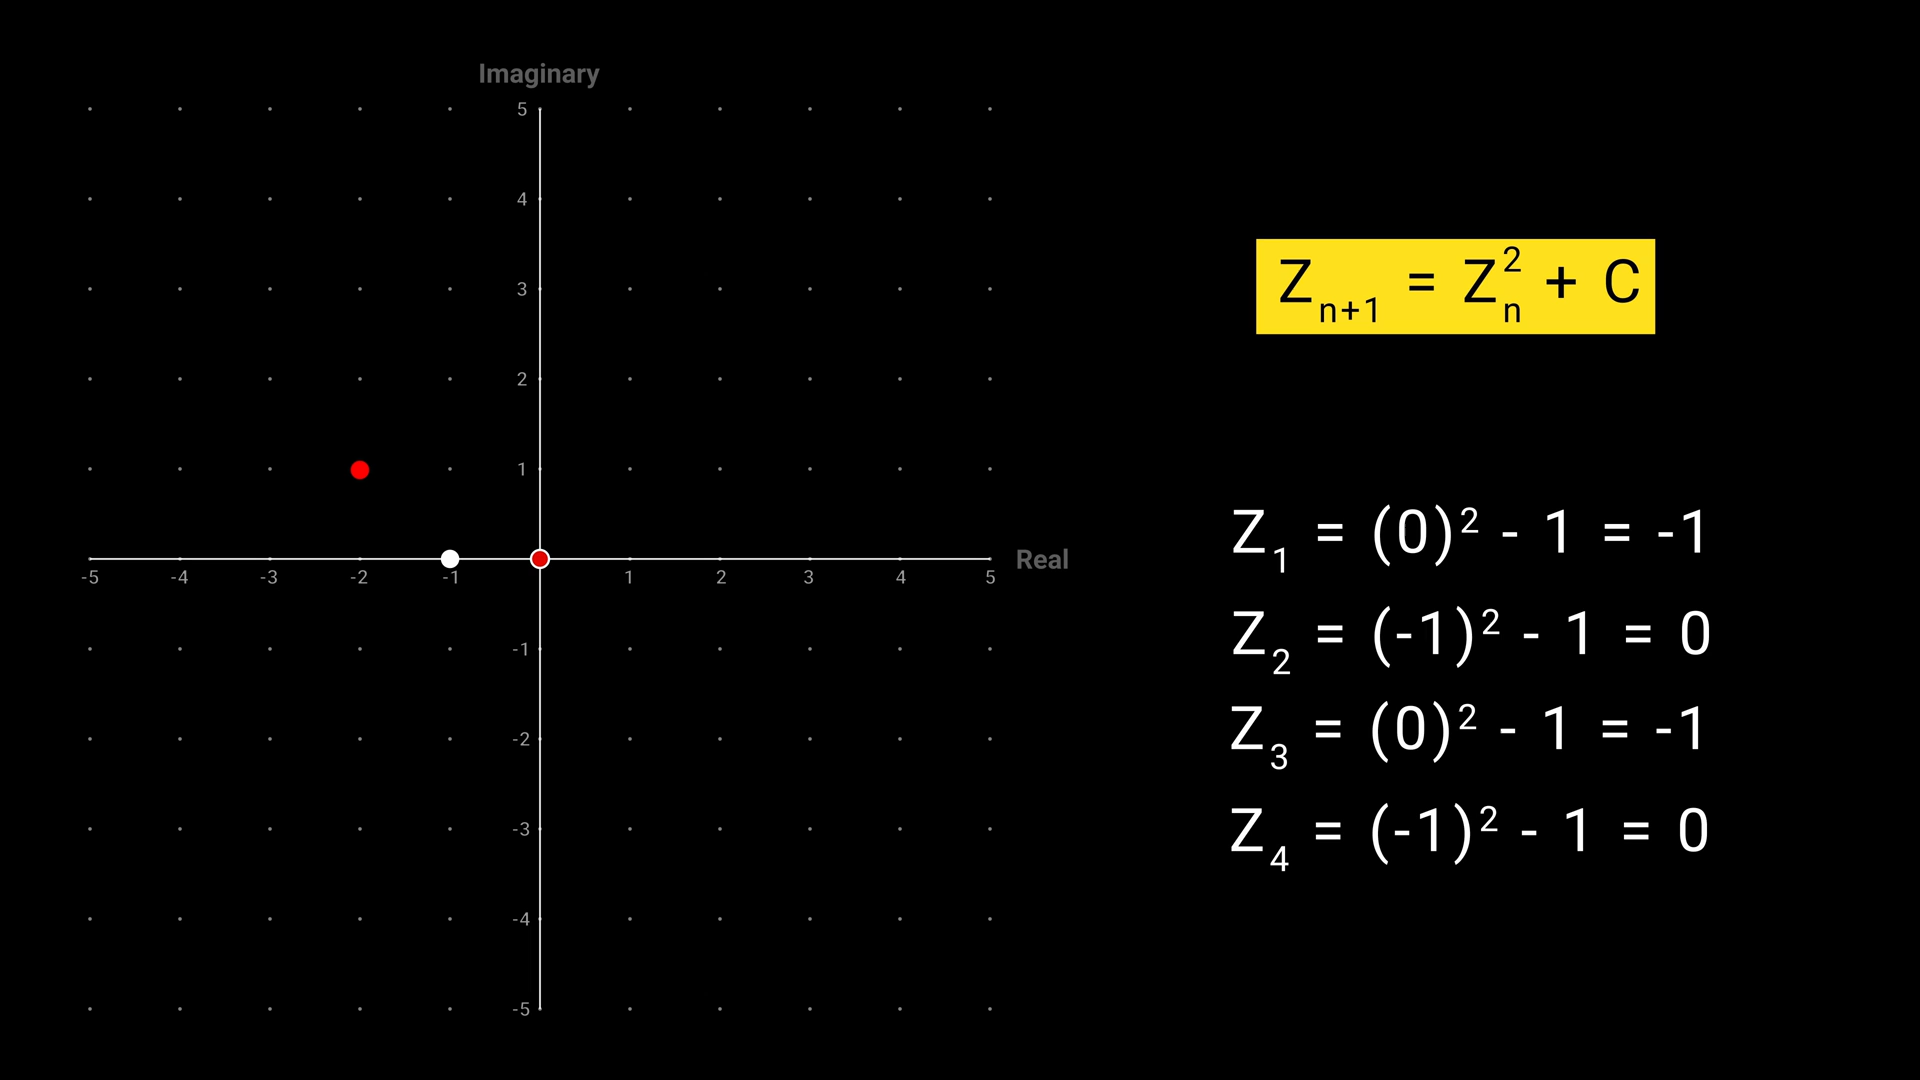 Imaginary
5
4
3
2
1
-5 -4 -3 -2 -1 1 2 3 4 5 Real
-1
-2
-3
-4
-5
Zₙ₊₁ = Zₙ² + C
Z₁ = (0)² - 1 = -1
Z₂ = (-1)² - 1 = 0
Z₃ = (0)² - 1 = -1
Z₄ = (-1)² - 1 = 0